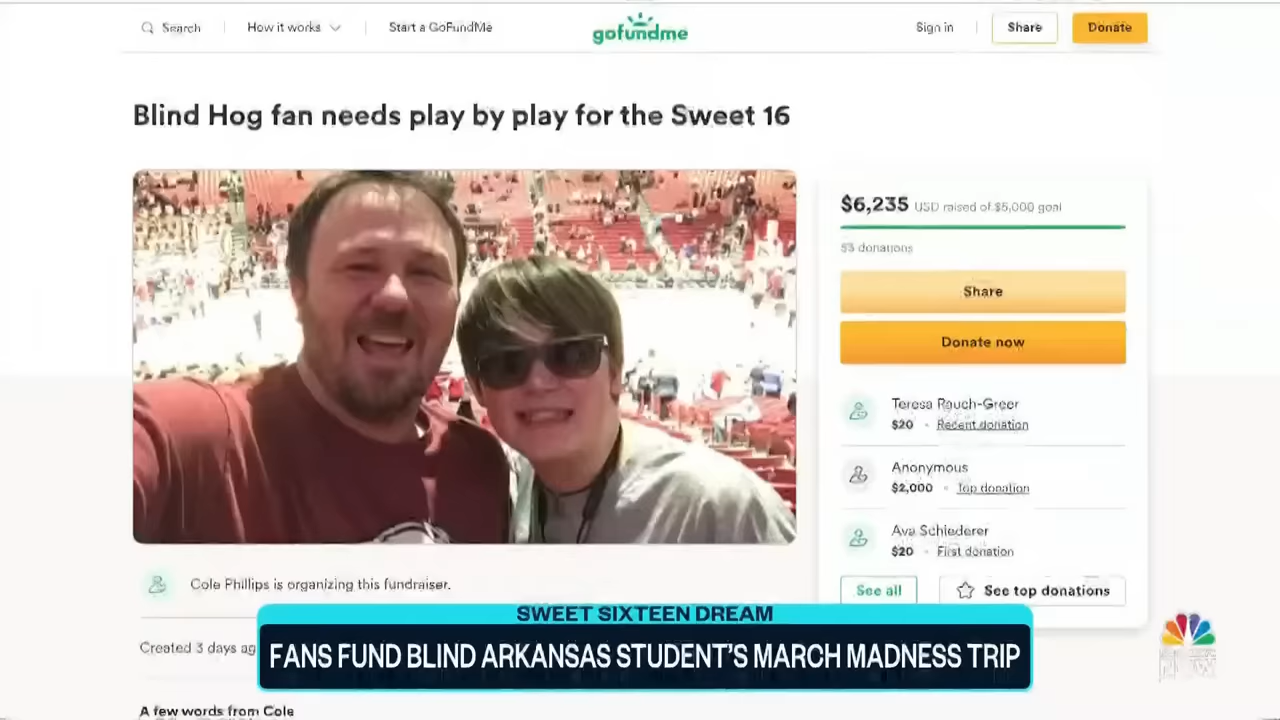 Search
How it works
Start a GoFundMe
gofundme
Sign in
Share
Donate
Blind Hog fan needs play by play for the Sweet 16
$6,235 USD raised of $5,000 goal
53 donations
Share
Donate now
Teresa Rauch-Greer
$20 • Recent donation
Anonymous
$2,000 • Top donation
Ava Schiederer
$20 • First donation
See all
See top donations
Cole Phillips is organizing this fundraiser.
Created 3 days ag
SWEET SIXTEEN DREAM
FANS FUND BLIND ARKANSAS STUDENT'S MARCH MADNESS TRIP
A few words from Cole